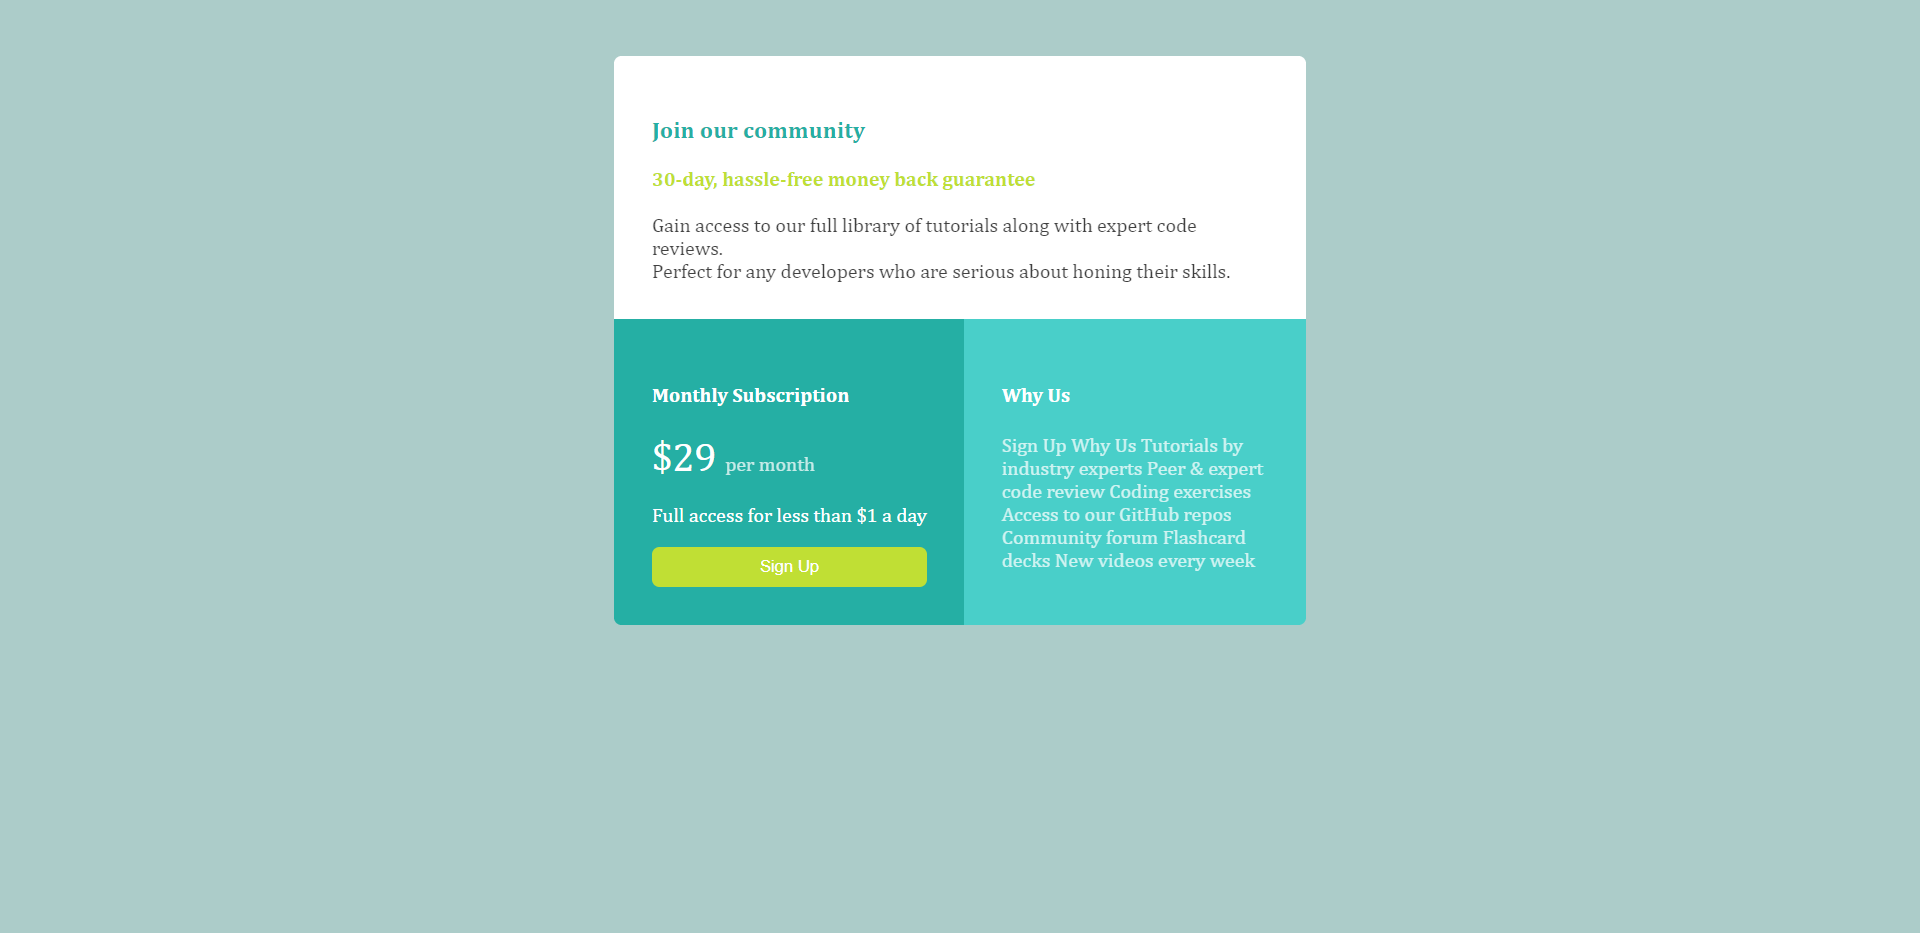 Join our community
30-day, hassle-free money back guarantee
Gain access to our full library of tutorials along with expert code
reviews.
Perfect for any developers who are serious about honing their skills.
Monthly Subscription
$29 per month
Full access for less than $1 a day
Sign Up
Why Us
Sign Up Why Us Tutorials by
industry experts Peer & expert
code review Coding exercises
Access to our GitHub repos
Community forum Flashcard
decks New videos every week